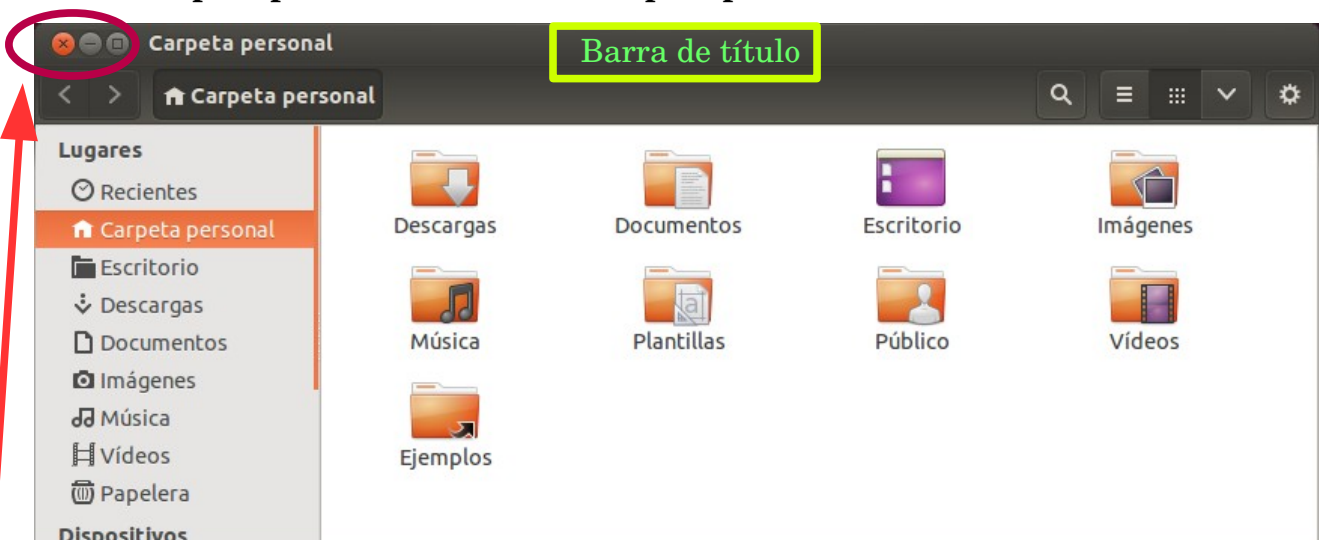 Carpeta personal
Barra de título
Carpeta personal
Lugares
Recientes
Carpeta personal
Escritorio
Descargas
Documentos
Imágenes
Música
Vídeos
Papelera
Dispositivos
Descargas Documentos Escritorio Imágenes
Música Plantillas Público Vídeos
Ejemplos